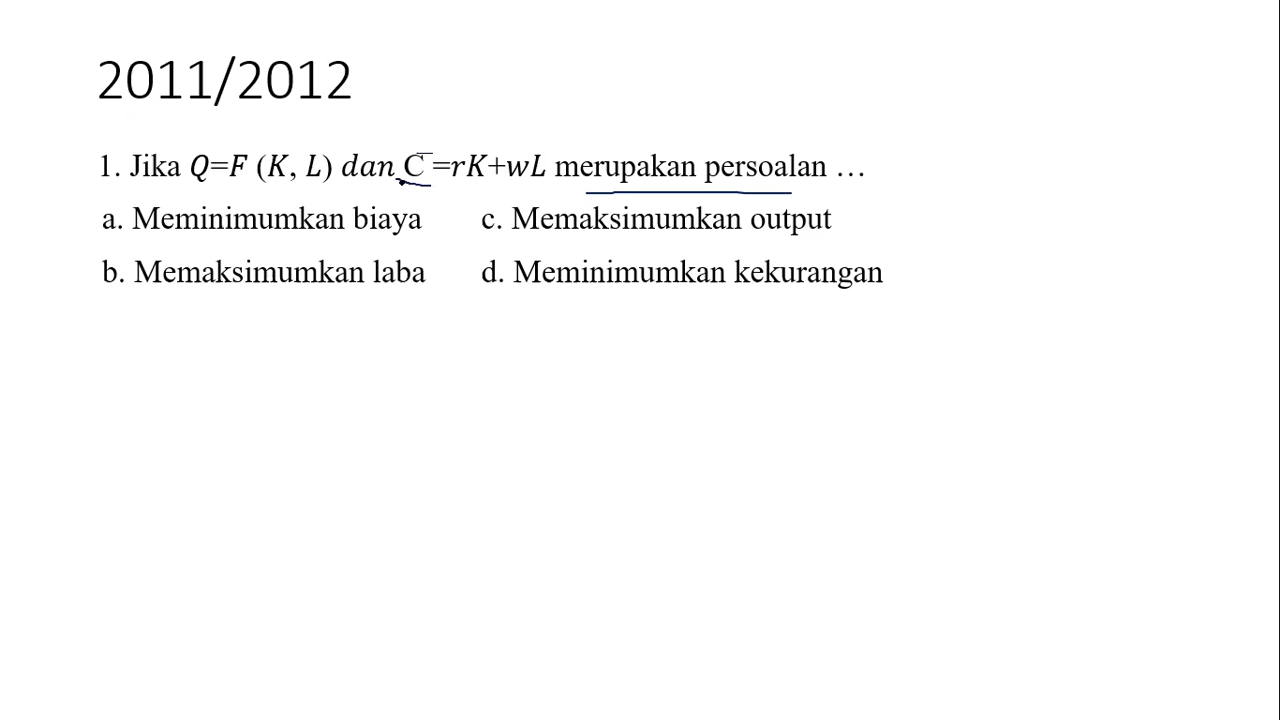 2011/2012
1. Jika Q=F (K, L) dan C̅=rK+wL merupakan persoalan …
a. Meminimumkan biaya c. Memaksimumkan output
b. Memaksimumkan laba d. Meminimumkan kekurangan